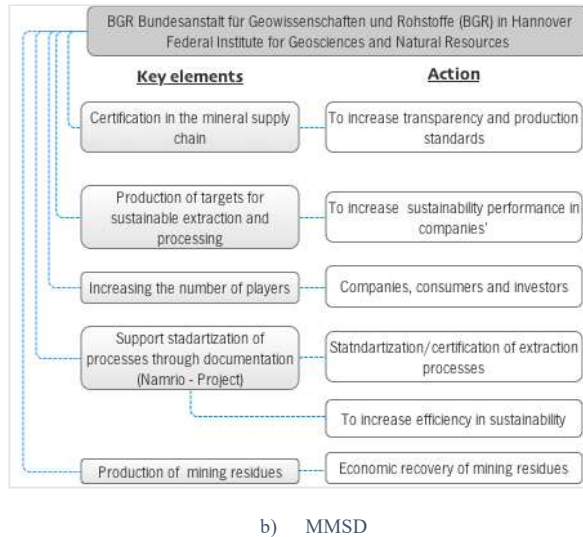 BGR Bundesanstalt für Geowissenschaften und Rohstoffe (BGR) in Hannover
Federal Institute for Geosciences and Natural Resources
Key elements
Action
Certification in the mineral supply
chain
To increase transparency and production
standards
Production of targets for
sustainable extraction and
processing
To increase sustainability performance in
companies'
Increasing the number of players
Companies, consumers and investors
Support stadartization of
processes through documentation
(Namrio - Project)
Statndartization/certification of extraction
processes
To increase efficiency in sustainability
Production of mining residues
Economic recovery of mining residues
b) MMSD